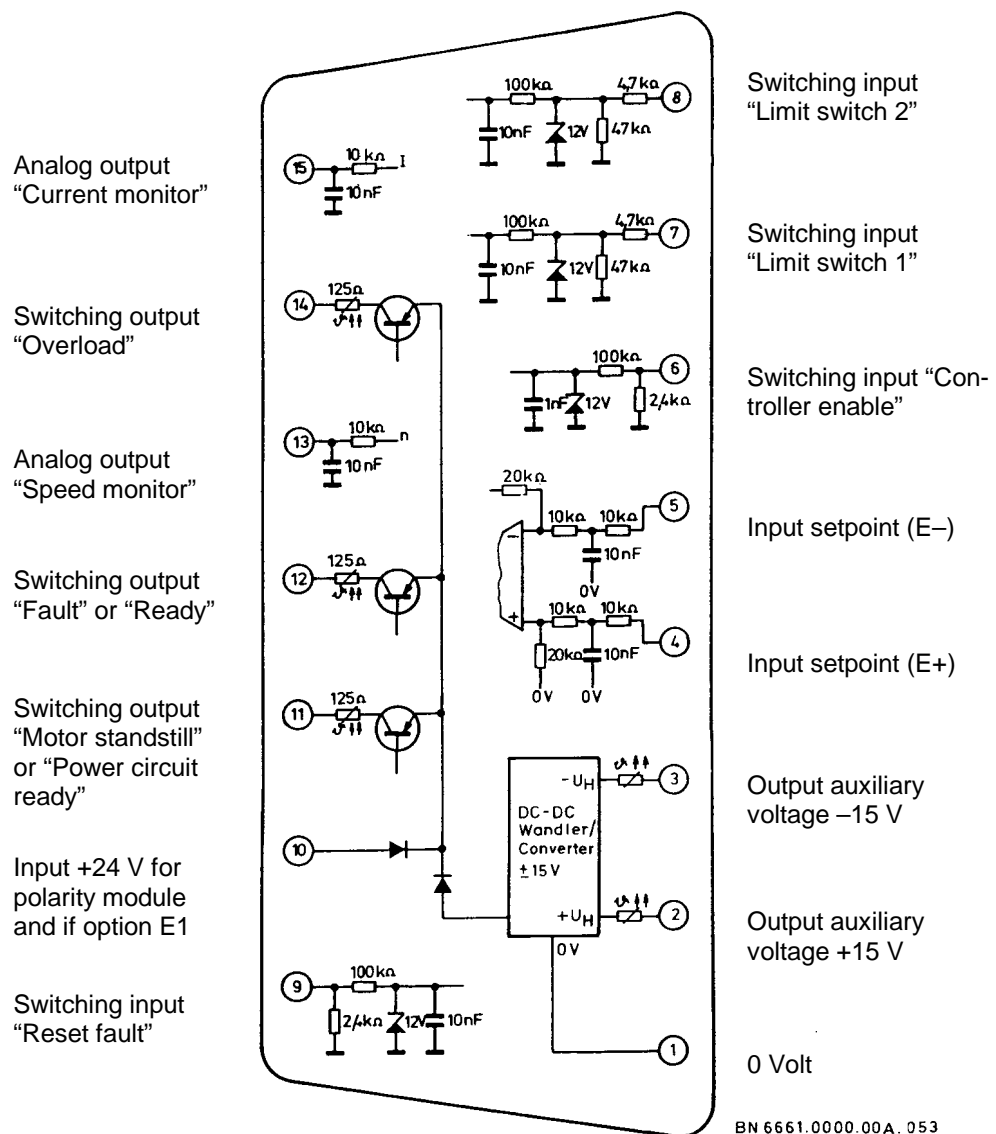 Analog output
“Current monitor”
Switching output
“Overload”
Analog output
“Speed monitor”
Switching output
“Fault” or “Ready”
Switching output
“Motor standstill”
or “Power circuit
ready”
Input +24 V for
polarity module
and if option E1
Switching input
“Reset fault”
15
10 kΩ
I
10 nF
14
125Ω
13
10kΩ
n
10 nF
12
125Ω
11
125Ω
10
9
100kΩ
2,4kΩ
12V
10nF
100kΩ
4,7kΩ
8
10nF
12V
47kΩ
100kΩ
4,7kΩ
7
10nF
12V
47kΩ
100kΩ
6
1nF
12V
2,4kΩ
20kΩ
10kΩ
10kΩ
5
−
10nF
0V
+
10kΩ
10kΩ
4
20kΩ
10nF
0V
0V
-UH
3
DC-DC
Wandler/
Converter
±15V
+UH
2
0V
1
Switching input
“Limit switch 2”
Switching input
“Limit switch 1”
Switching input “Con-
troller enable”
Input setpoint (E–)
Input setpoint (E+)
Output auxiliary
voltage –15 V
Output auxiliary
voltage +15 V
0 Volt
BN 6661.0000.00A. 053